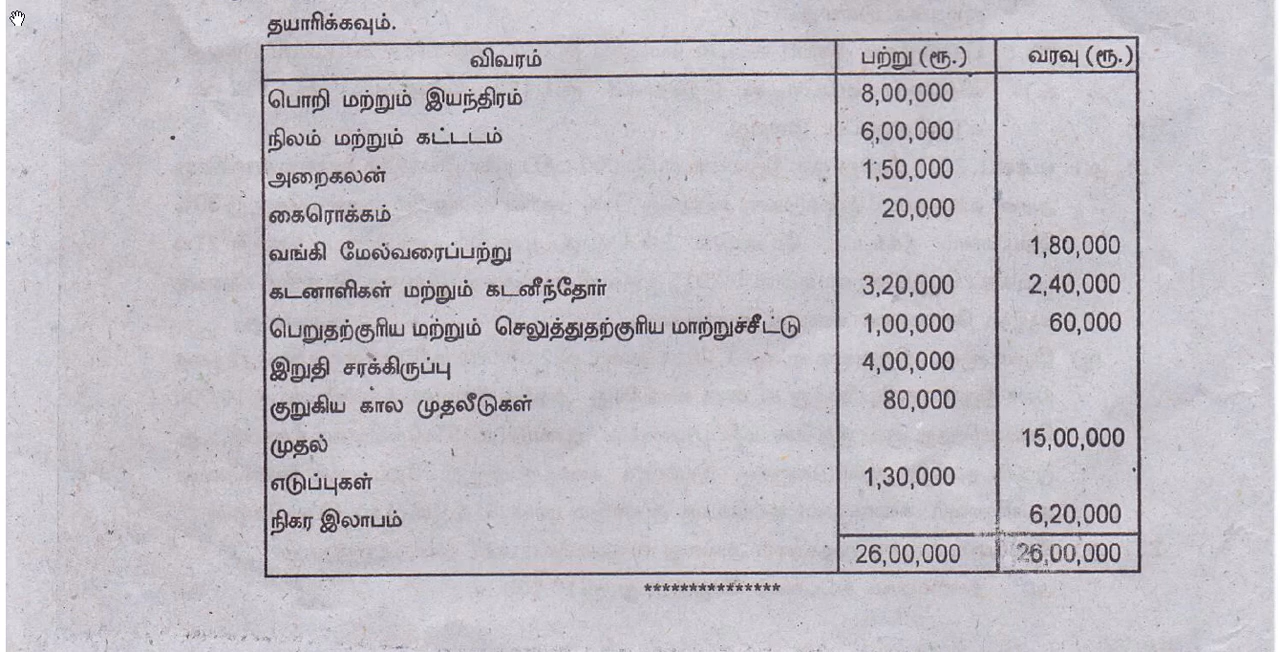 தயாரிக்கவும்.
விவரம் பற்று (ரூ.) வரவு (ரூ.)
பொறி மற்றும் இயந்திரம் 8,00,000
நிலம் மற்றும் கட்டடம் 6,00,000
அறைகலன் 1,50,000
கைரொக்கம் 20,000
வங்கி மேல்வரைப்பற்று 1,80,000
கடனாளிகள் மற்றும் கடனீந்தோர் 3,20,000 2,40,000
பெறுதற்குரிய மற்றும் செலுத்துதற்குரிய மாற்றுச்சீட்டு 1,00,000 60,000
இறுதி சரக்கிருப்பு 4,00,000
குறுகிய கால முதலீடுகள் 80,000
முதல் 15,00,000
எடுப்புகள் 1,30,000
நிகர இலாபம் 6,20,000
26,00,000 26,00,000
***************